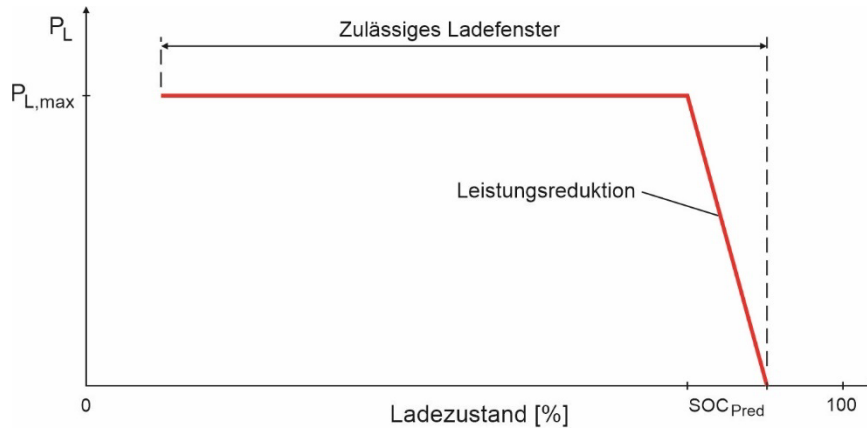 P_L
Zulässiges Ladefenster
P_L,max
Leistungsreduktion
0
Ladezustand [%]
SOC_Pred
100